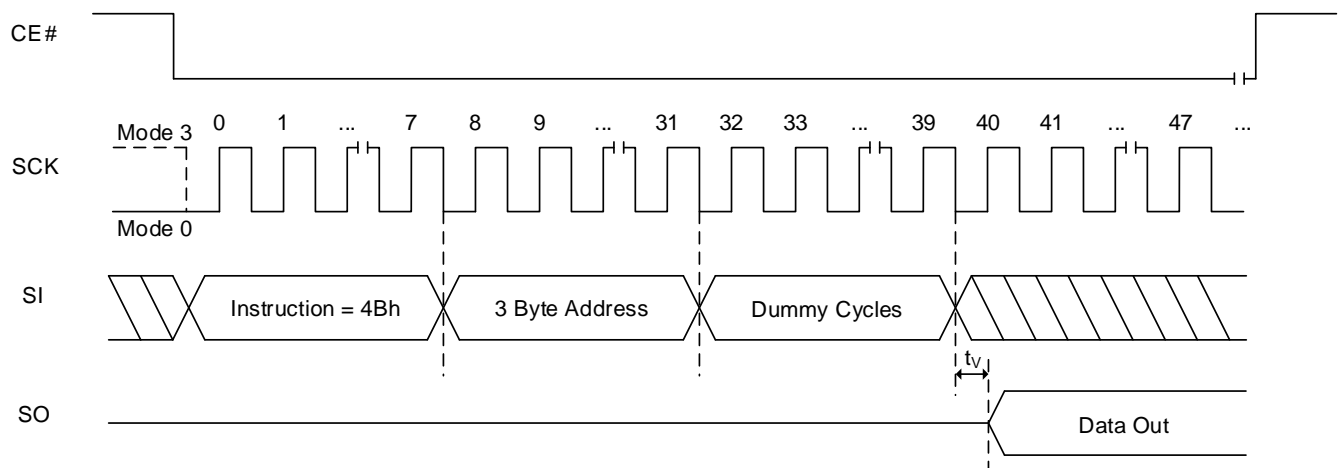 CE#
Mode 3 0 1 ... 7 8 9 ... 31 32 33 ... 39 40 41 ... 47 ...
SCK
Mode 0
SI Instruction = 4Bh 3 Byte Address Dummy Cycles
tV
SO Data Out